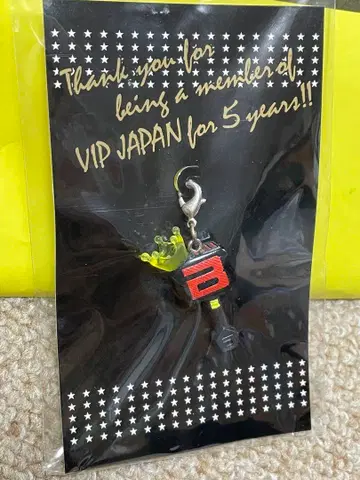 Thank you for
being a member of
VIP JAPAN for 5 years!!
B